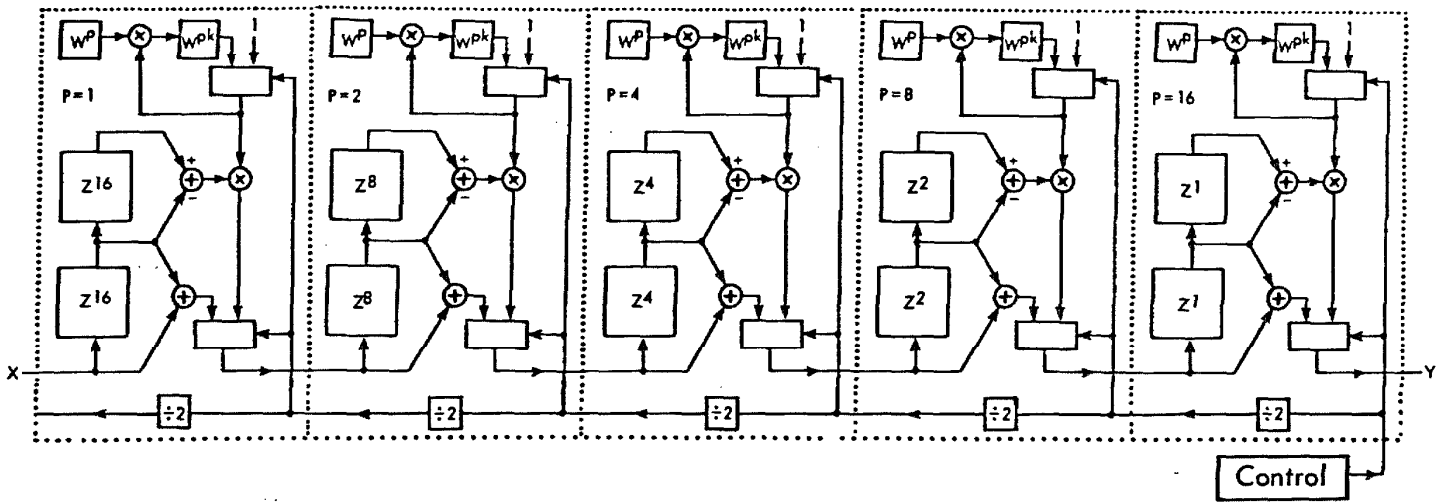 W^P × W^Pk 1 W^P × W^Pk 1 W^P × W^Pk 1 W^P × W^Pk 1 W^P × W^Pk 1
P=1 P=2 P=4 P=8 P=16
+ + + + +
Z16 + × Z8 + × Z4 + × Z2 + × Z1 + ×
− − − − −
Z16 + Z8 + Z4 + Z2 + Z1 +
X Y
÷2 ÷2 ÷2 ÷2 ÷2
Control